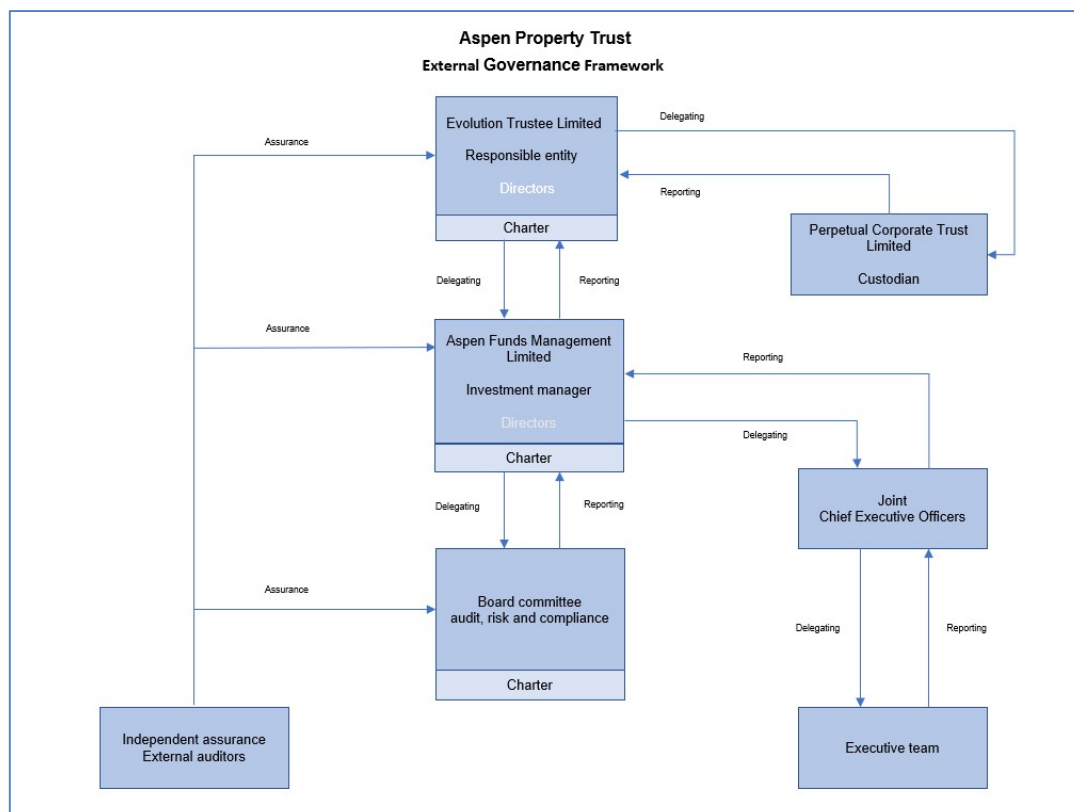 Aspen Property Trust
External Governance Framework
Evolution Trustee Limited
Responsible entity
Directors
Charter
Delegating
Reporting
Assurance
Perpetual Corporate Trust
Limited
Custodian
Delegating
Reporting
Assurance
Aspen Funds Management
Limited
Investment manager
Directors
Charter
Reporting
Delegating
Delegating
Reporting
Joint
Chief Executive Officers
Assurance
Board committee
audit, risk and compliance
Charter
Delegating
Reporting
Independent assurance
External auditors
Executive team